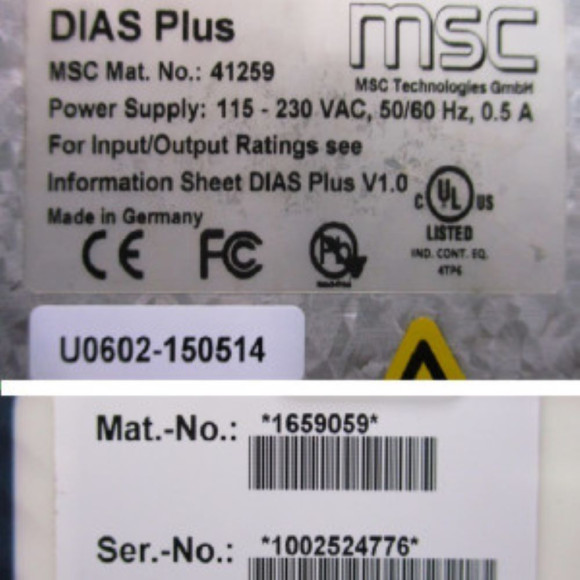 DIAS Plus
msc
MSC Mat. No.: 41259
MSC Technologies GmbH
Power Supply: 115 - 230 VAC, 50/60 Hz, 0.5 A
For Input/Output Ratings see
Information Sheet DIAS Plus V1.0
C UL US
LISTED
IND. CONT. EQ.
4TP6
Made in Germany
CE FC Pb
U0602-150514
Mat.-No.: *1659059*
Ser.-No.: *1002524776*